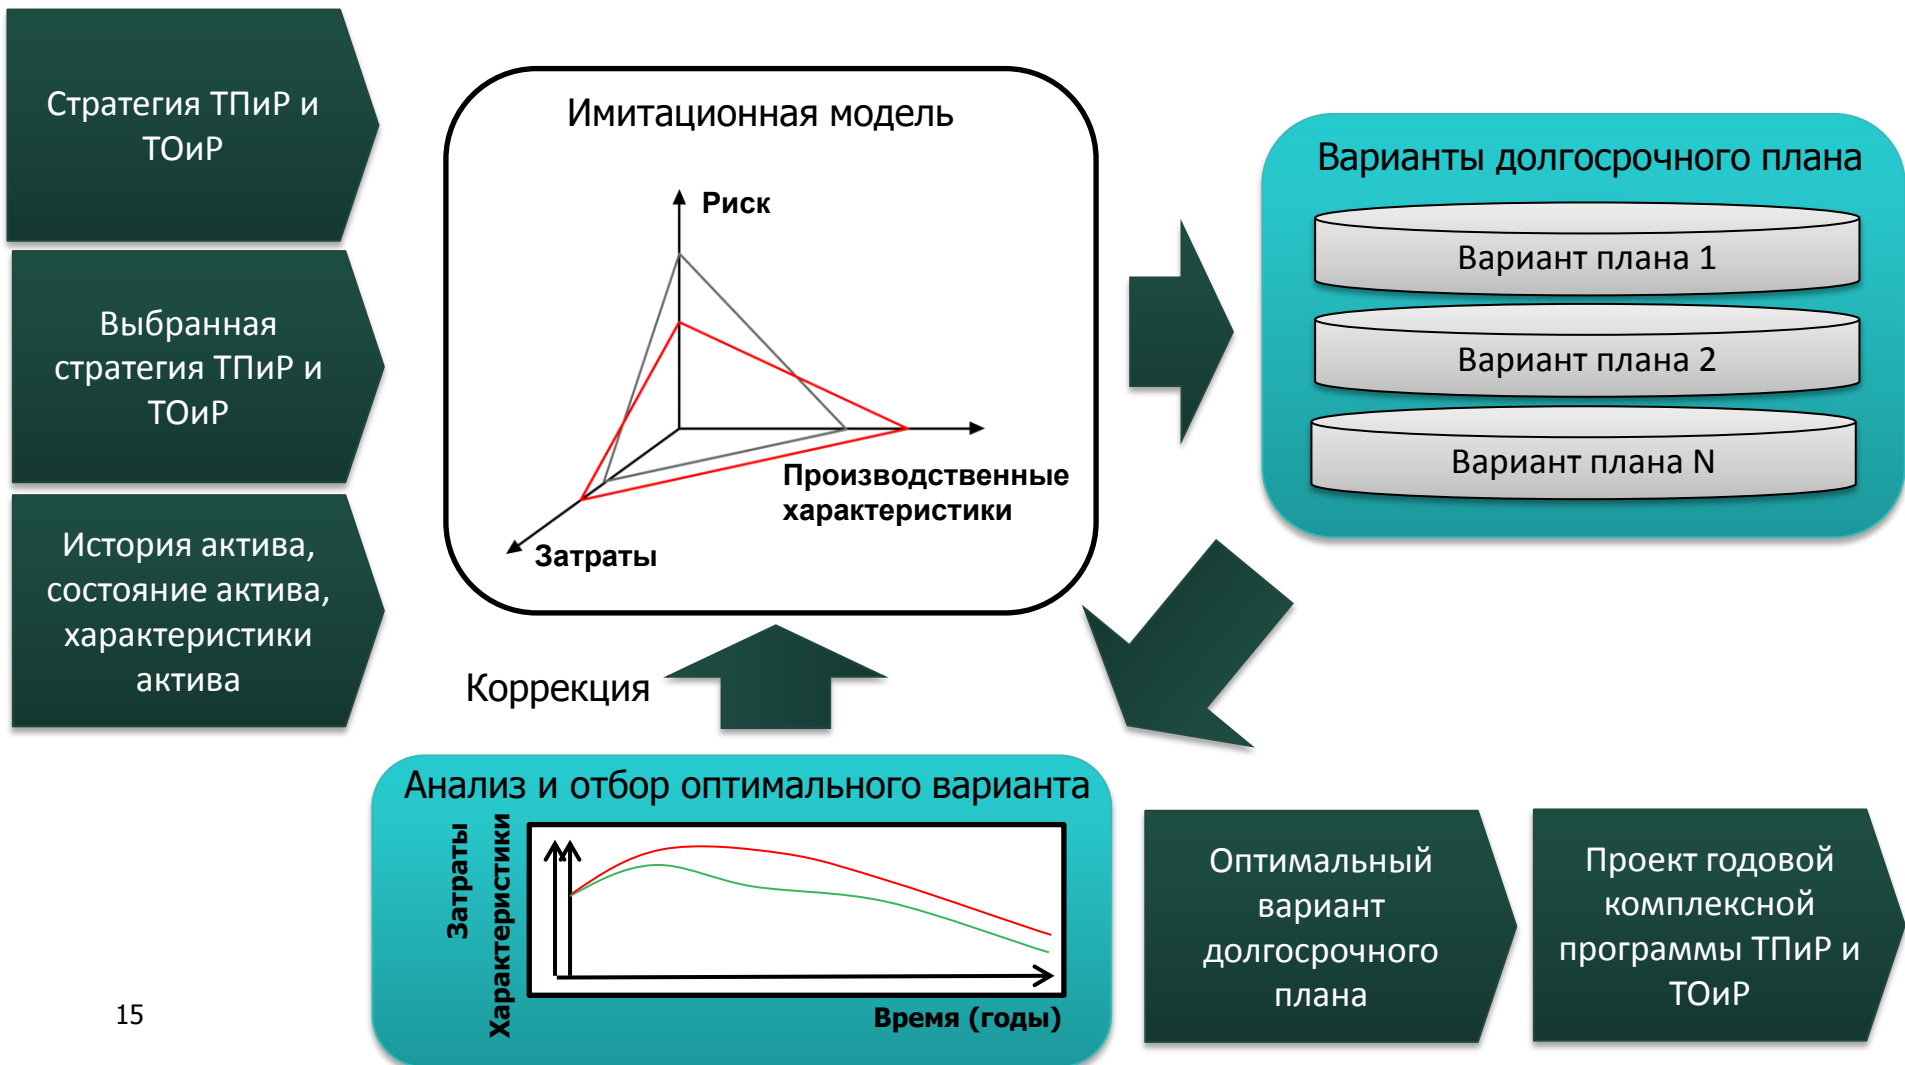 Стратегия ТПиР и
ТОиР
Выбранная
стратегия ТПиР и
ТОиР
История актива,
состояние актива,
характеристики
актива
Имитационная модель
Риск
Производственные
характеристики
Затраты
Варианты долгосрочного плана
Вариант плана 1
Вариант плана 2
Вариант плана N
Коррекция
Анализ и отбор оптимального варианта
Затраты
Характеристики
Время (годы)
Оптимальный
вариант
долгосрочного
плана
Проект годовой
комплексной
программы ТПиР и
ТОиР
15